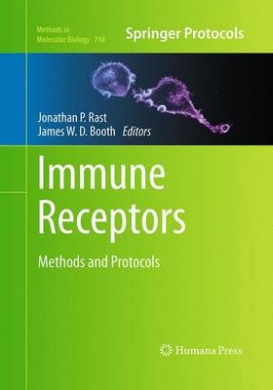 Methods in
Molecular Biology 748
Springer Protocols
Jonathan P. Rast
James W. D. Booth Editors
Immune
Receptors
Methods and Protocols
Humana Press